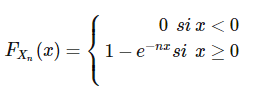 0 si x < 0
F_{X_n}(x) = {
1 − e^{−nx} si x ≥ 0